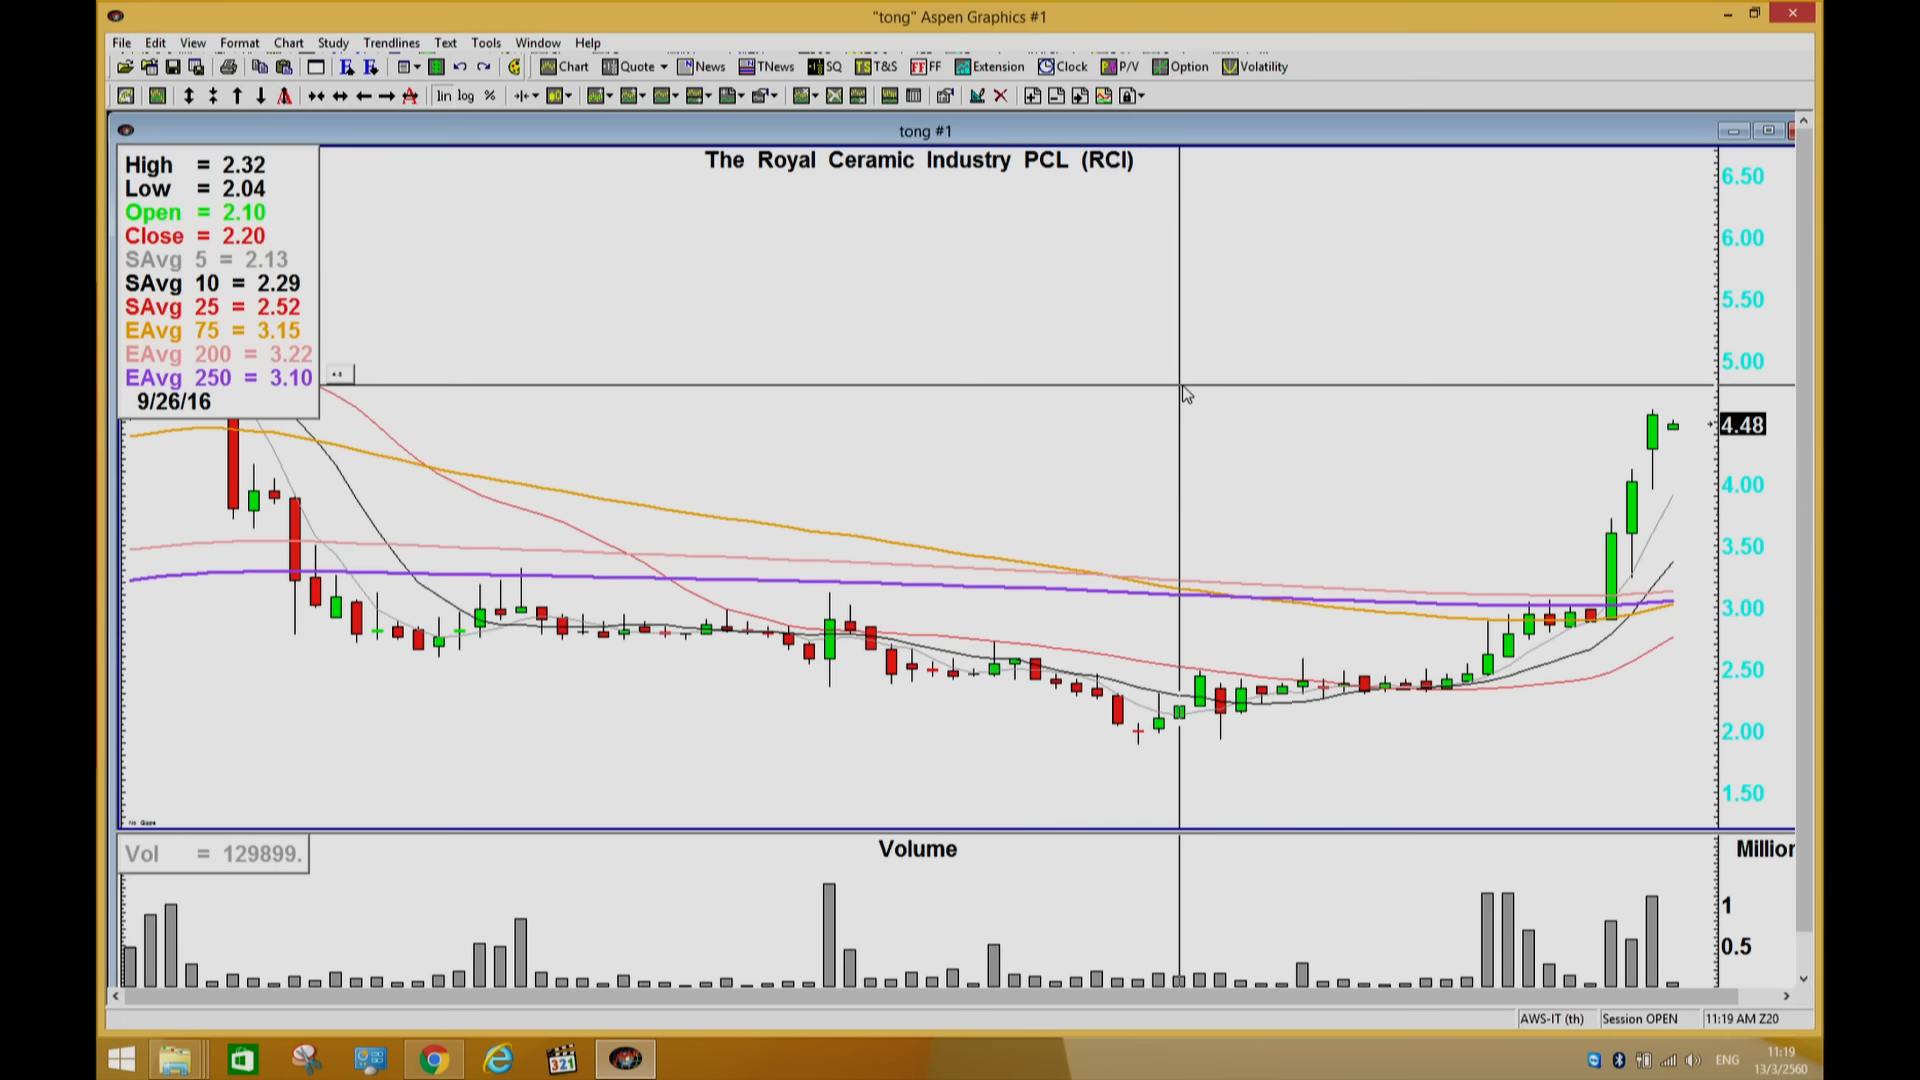 "tong" Aspen Graphics #1
File Edit View Format Chart Study Trendlines Text Tools Window Help
Chart Quote News TNews SQ T&S FF Extension Clock P/V Option Volatility
lin log %
tong #1
The Royal Ceramic Industry PCL (RCI)
High = 2.32
Low = 2.04
Open = 2.10
Close = 2.20
SAvg 5 = 2.13
SAvg 10 = 2.29
SAvg 25 = 2.52
EAvg 75 = 3.15
EAvg 200 = 3.22
EAvg 250 = 3.10
9/26/16
6.50
6.00
5.50
5.00
4.48
4.00
3.50
3.00
2.50
2.00
1.50
Vol = 129899.
Volume
Million
1
0.5
AWS-IT (th) Session OPEN 11:19 AM Z20
321
ENG
11:19
13/3/2560